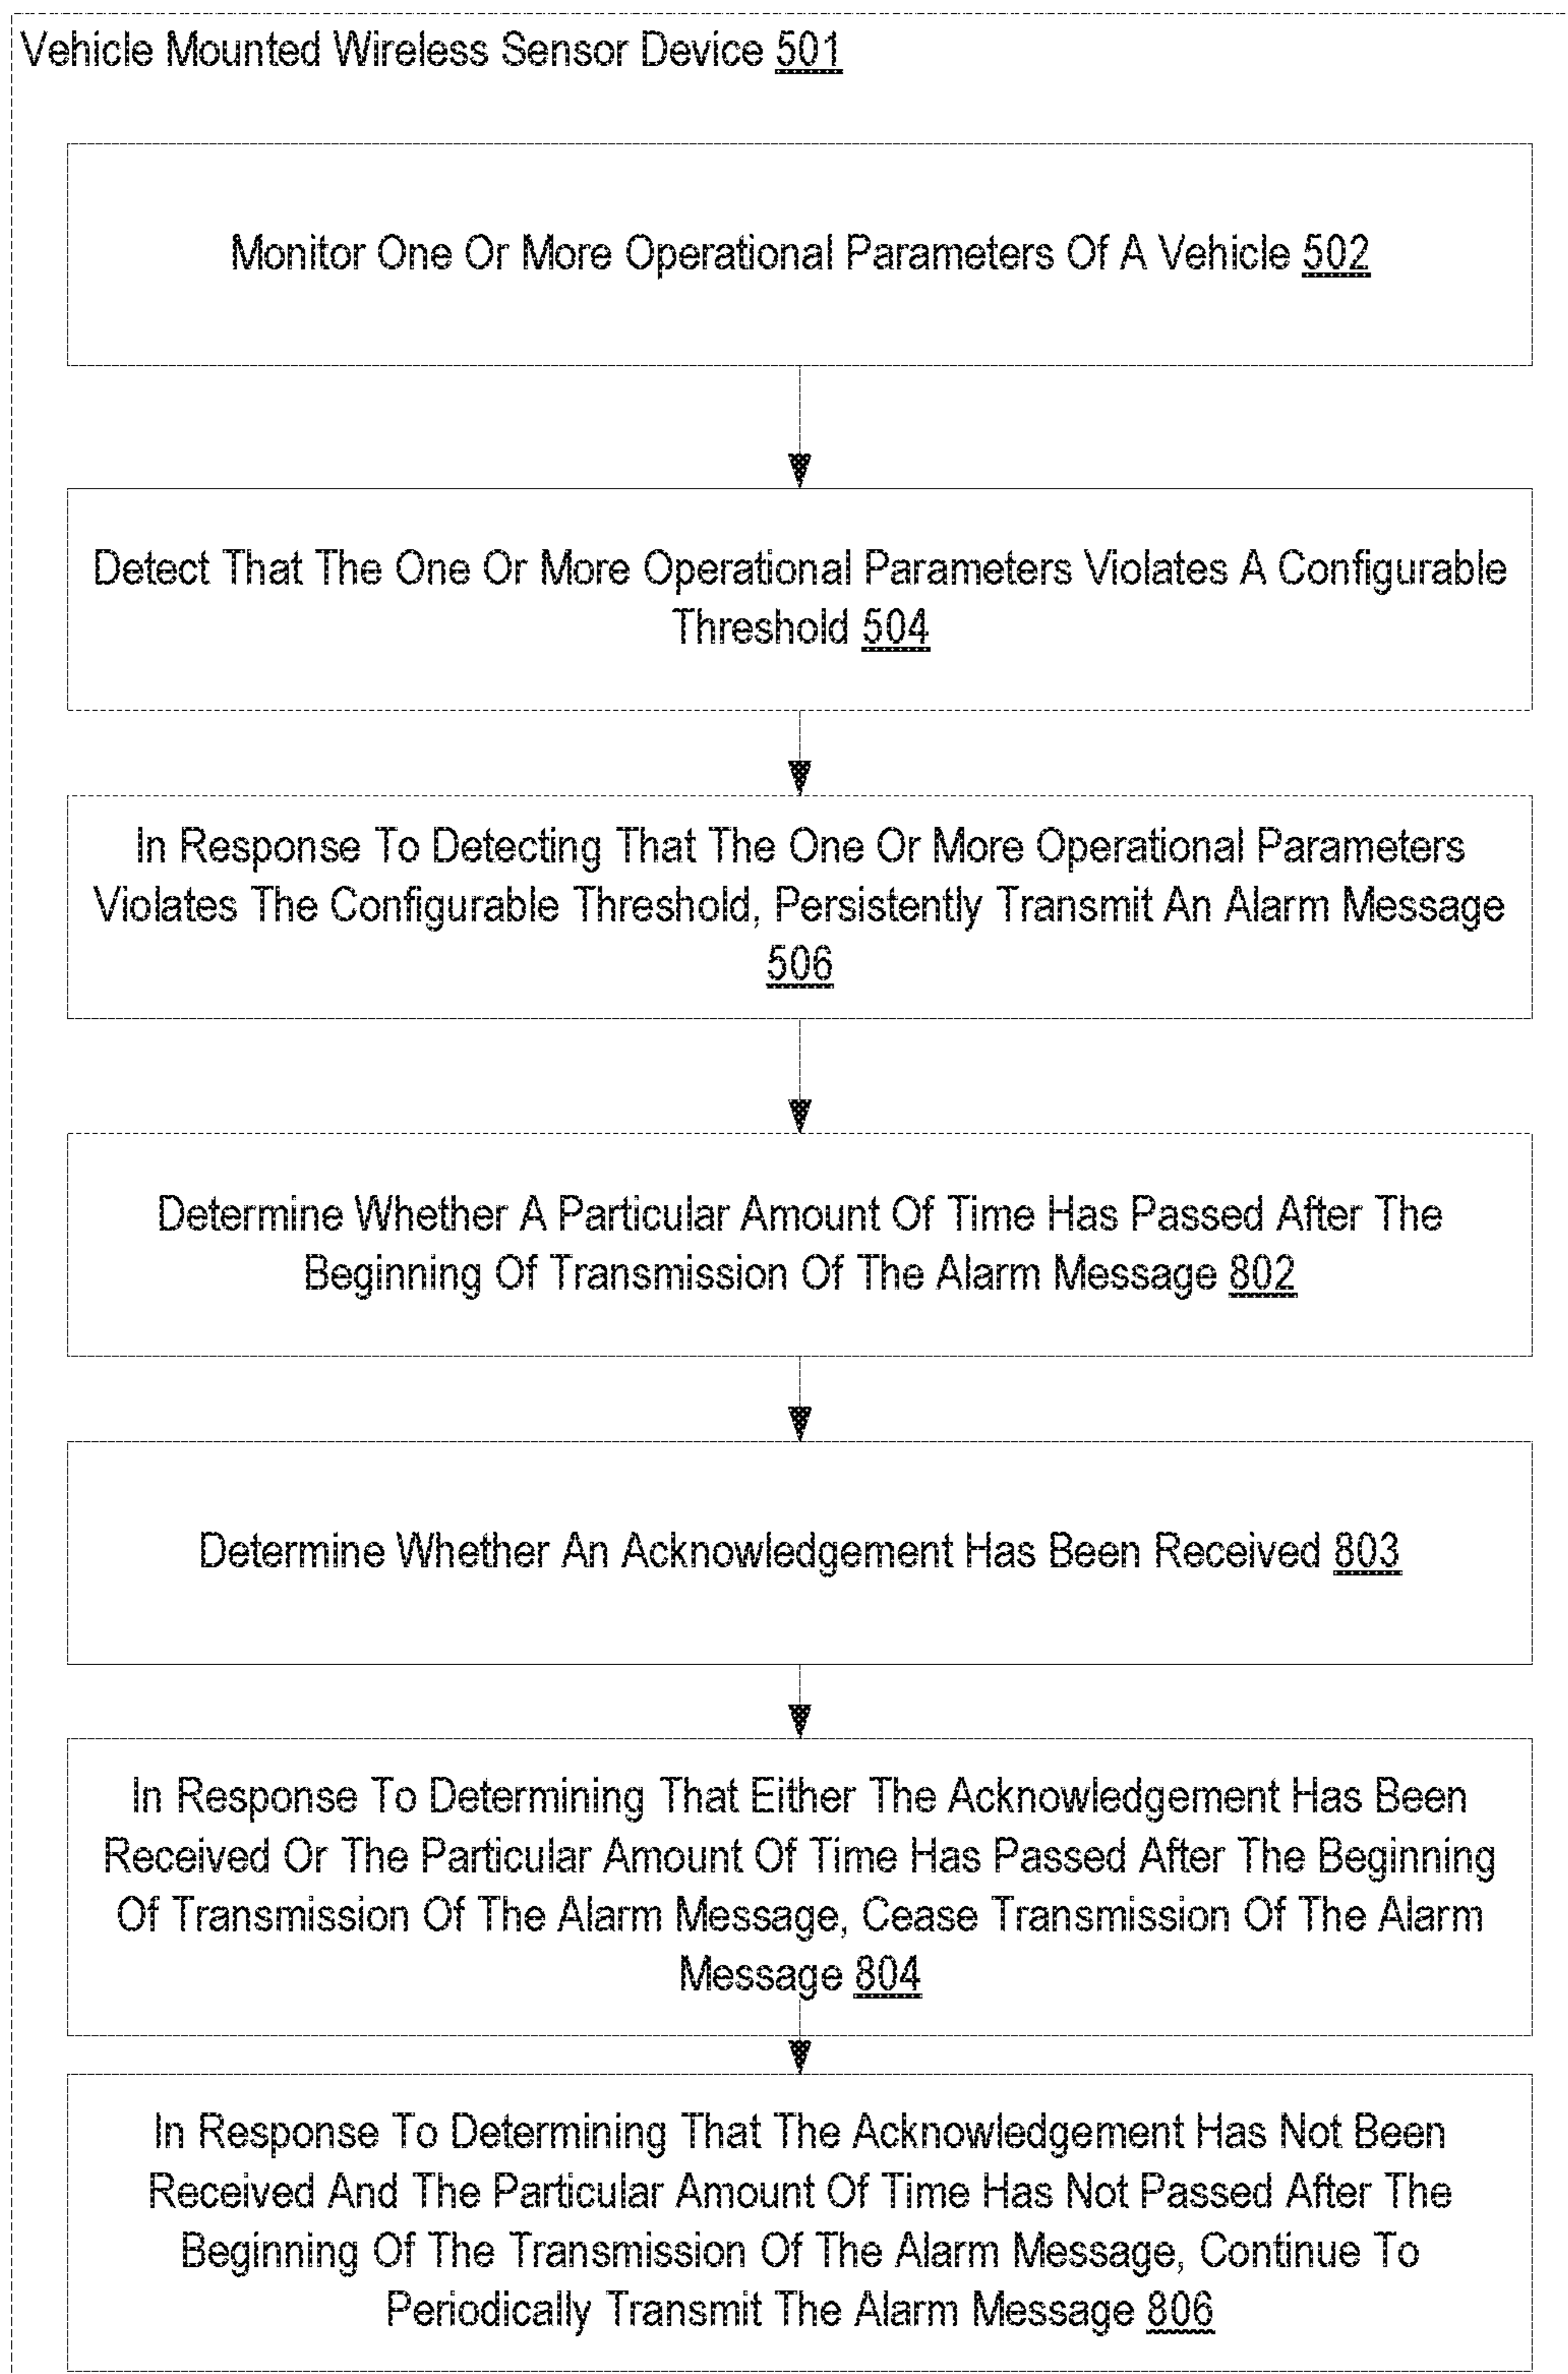 Vehicle Mounted Wireless Sensor Device 501
Monitor One Or More Operational Parameters Of A Vehicle 502
Detect That The One Or More Operational Parameters Violates A Configurable
Threshold 504
In Response To Detecting That The One Or More Operational Parameters
Violates The Configurable Threshold, Persistently Transmit An Alarm Message
506
Determine Whether A Particular Amount Of Time Has Passed After The
Beginning Of Transmission Of The Alarm Message 802
Determine Whether An Acknowledgement Has Been Received 803
In Response To Determining That Either The Acknowledgement Has Been
Received Or The Particular Amount Of Time Has Passed After The Beginning
Of Transmission Of The Alarm Message, Cease Transmission Of The Alarm
Message 804
In Response To Determining That The Acknowledgement Has Not Been
Received And The Particular Amount Of Time Has Not Passed After The
Beginning Of The Transmission Of The Alarm Message, Continue To
Periodically Transmit The Alarm Message 806